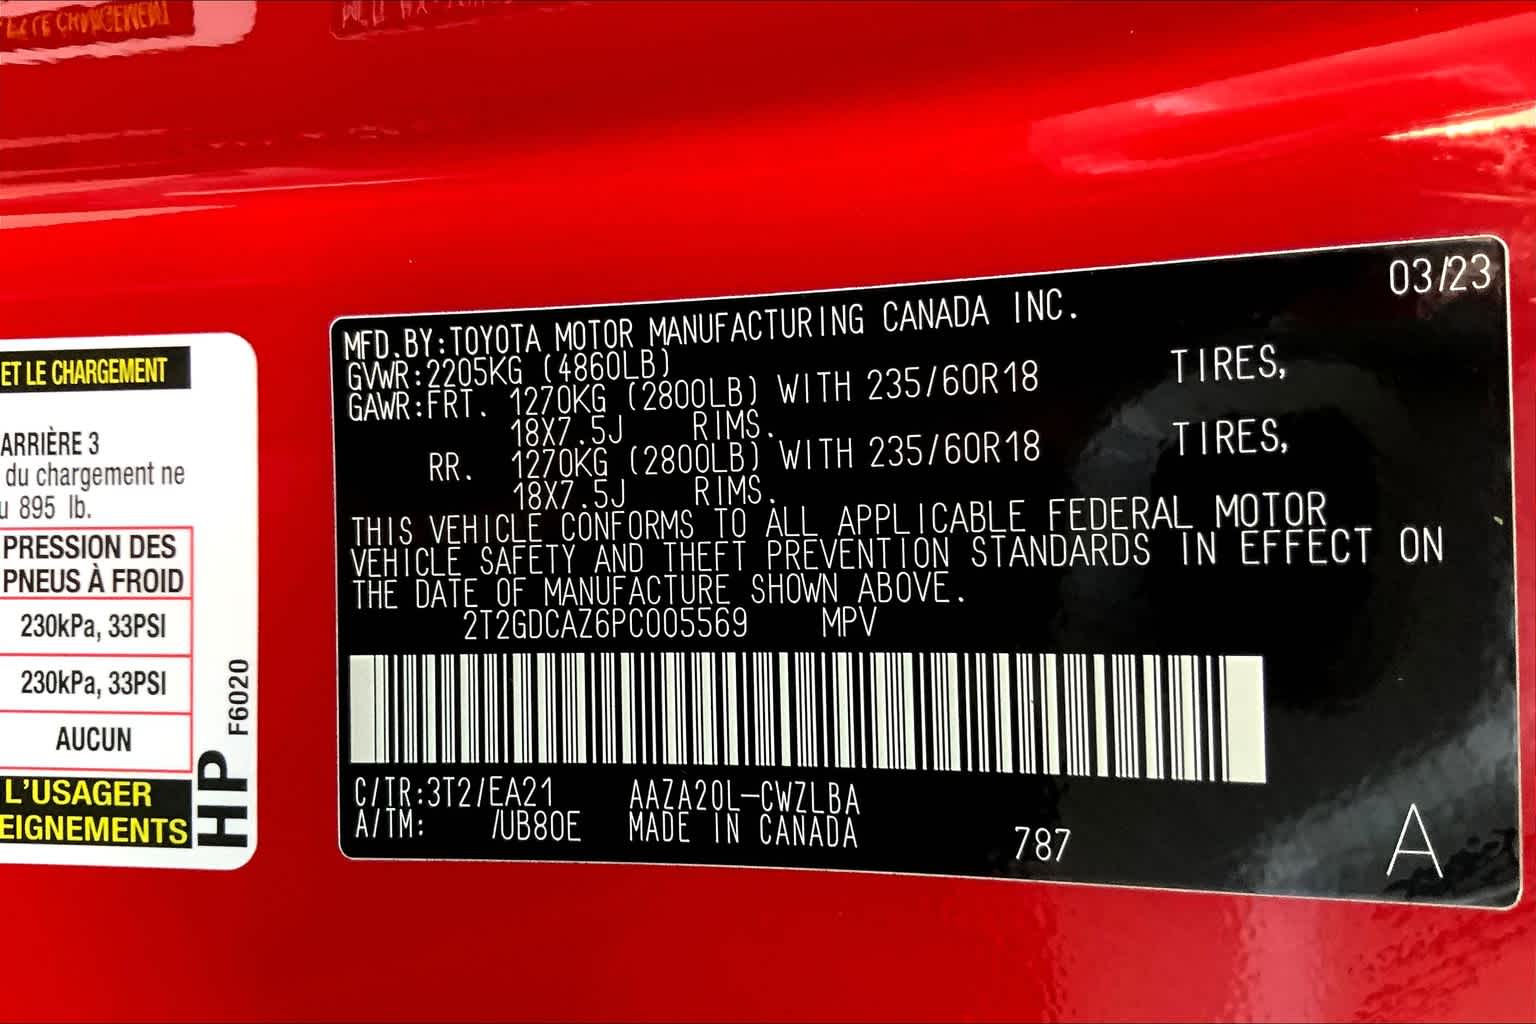 ET LE CHARGEMENT
ARRIÈRE 3
du chargement ne
895 lb.
PRESSION DES
PNEUS À FROID
230kPa, 33PSI
230kPa, 33PSI
AUCUN
L'USAGER
EIGNEMENTS
HP F6020
03/23
MFD.BY:TOYOTA MOTOR MANUFACTURING CANADA INC.
GVWR:2205KG (4860LB)
GAWR:FRT. 1270KG (2800LB) WITH 235/60R18 TIRES,
18X7.5J RIMS.
RR. 1270KG (2800LB) WITH 235/60R18 TIRES,
18X7.5J RIMS.
THIS VEHICLE CONFORMS TO ALL APPLICABLE FEDERAL MOTOR
VEHICLE SAFETY AND THEFT PREVENTION STANDARDS IN EFFECT ON
THE DATE OF MANUFACTURE SHOWN ABOVE.
2T2GDCAZ6PC005569 MPV
C/TR:3T2/EA21 AAZA20L-CWZLBA
A/TM: /UB80E MADE IN CANADA
787
A